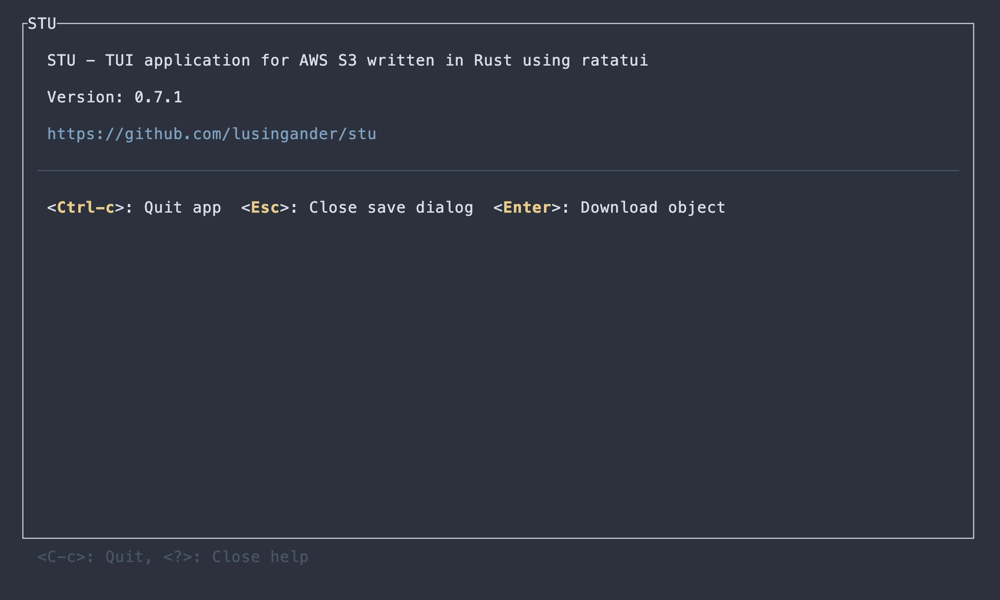 STU
STU – TUI application for AWS S3 written in Rust using ratatui
Version: 0.7.1
https://github.com/lusingander/stu
<Ctrl-c>: Quit app  <Esc>: Close save dialog  <Enter>: Download object
<C-c>: Quit, <?>: Close help